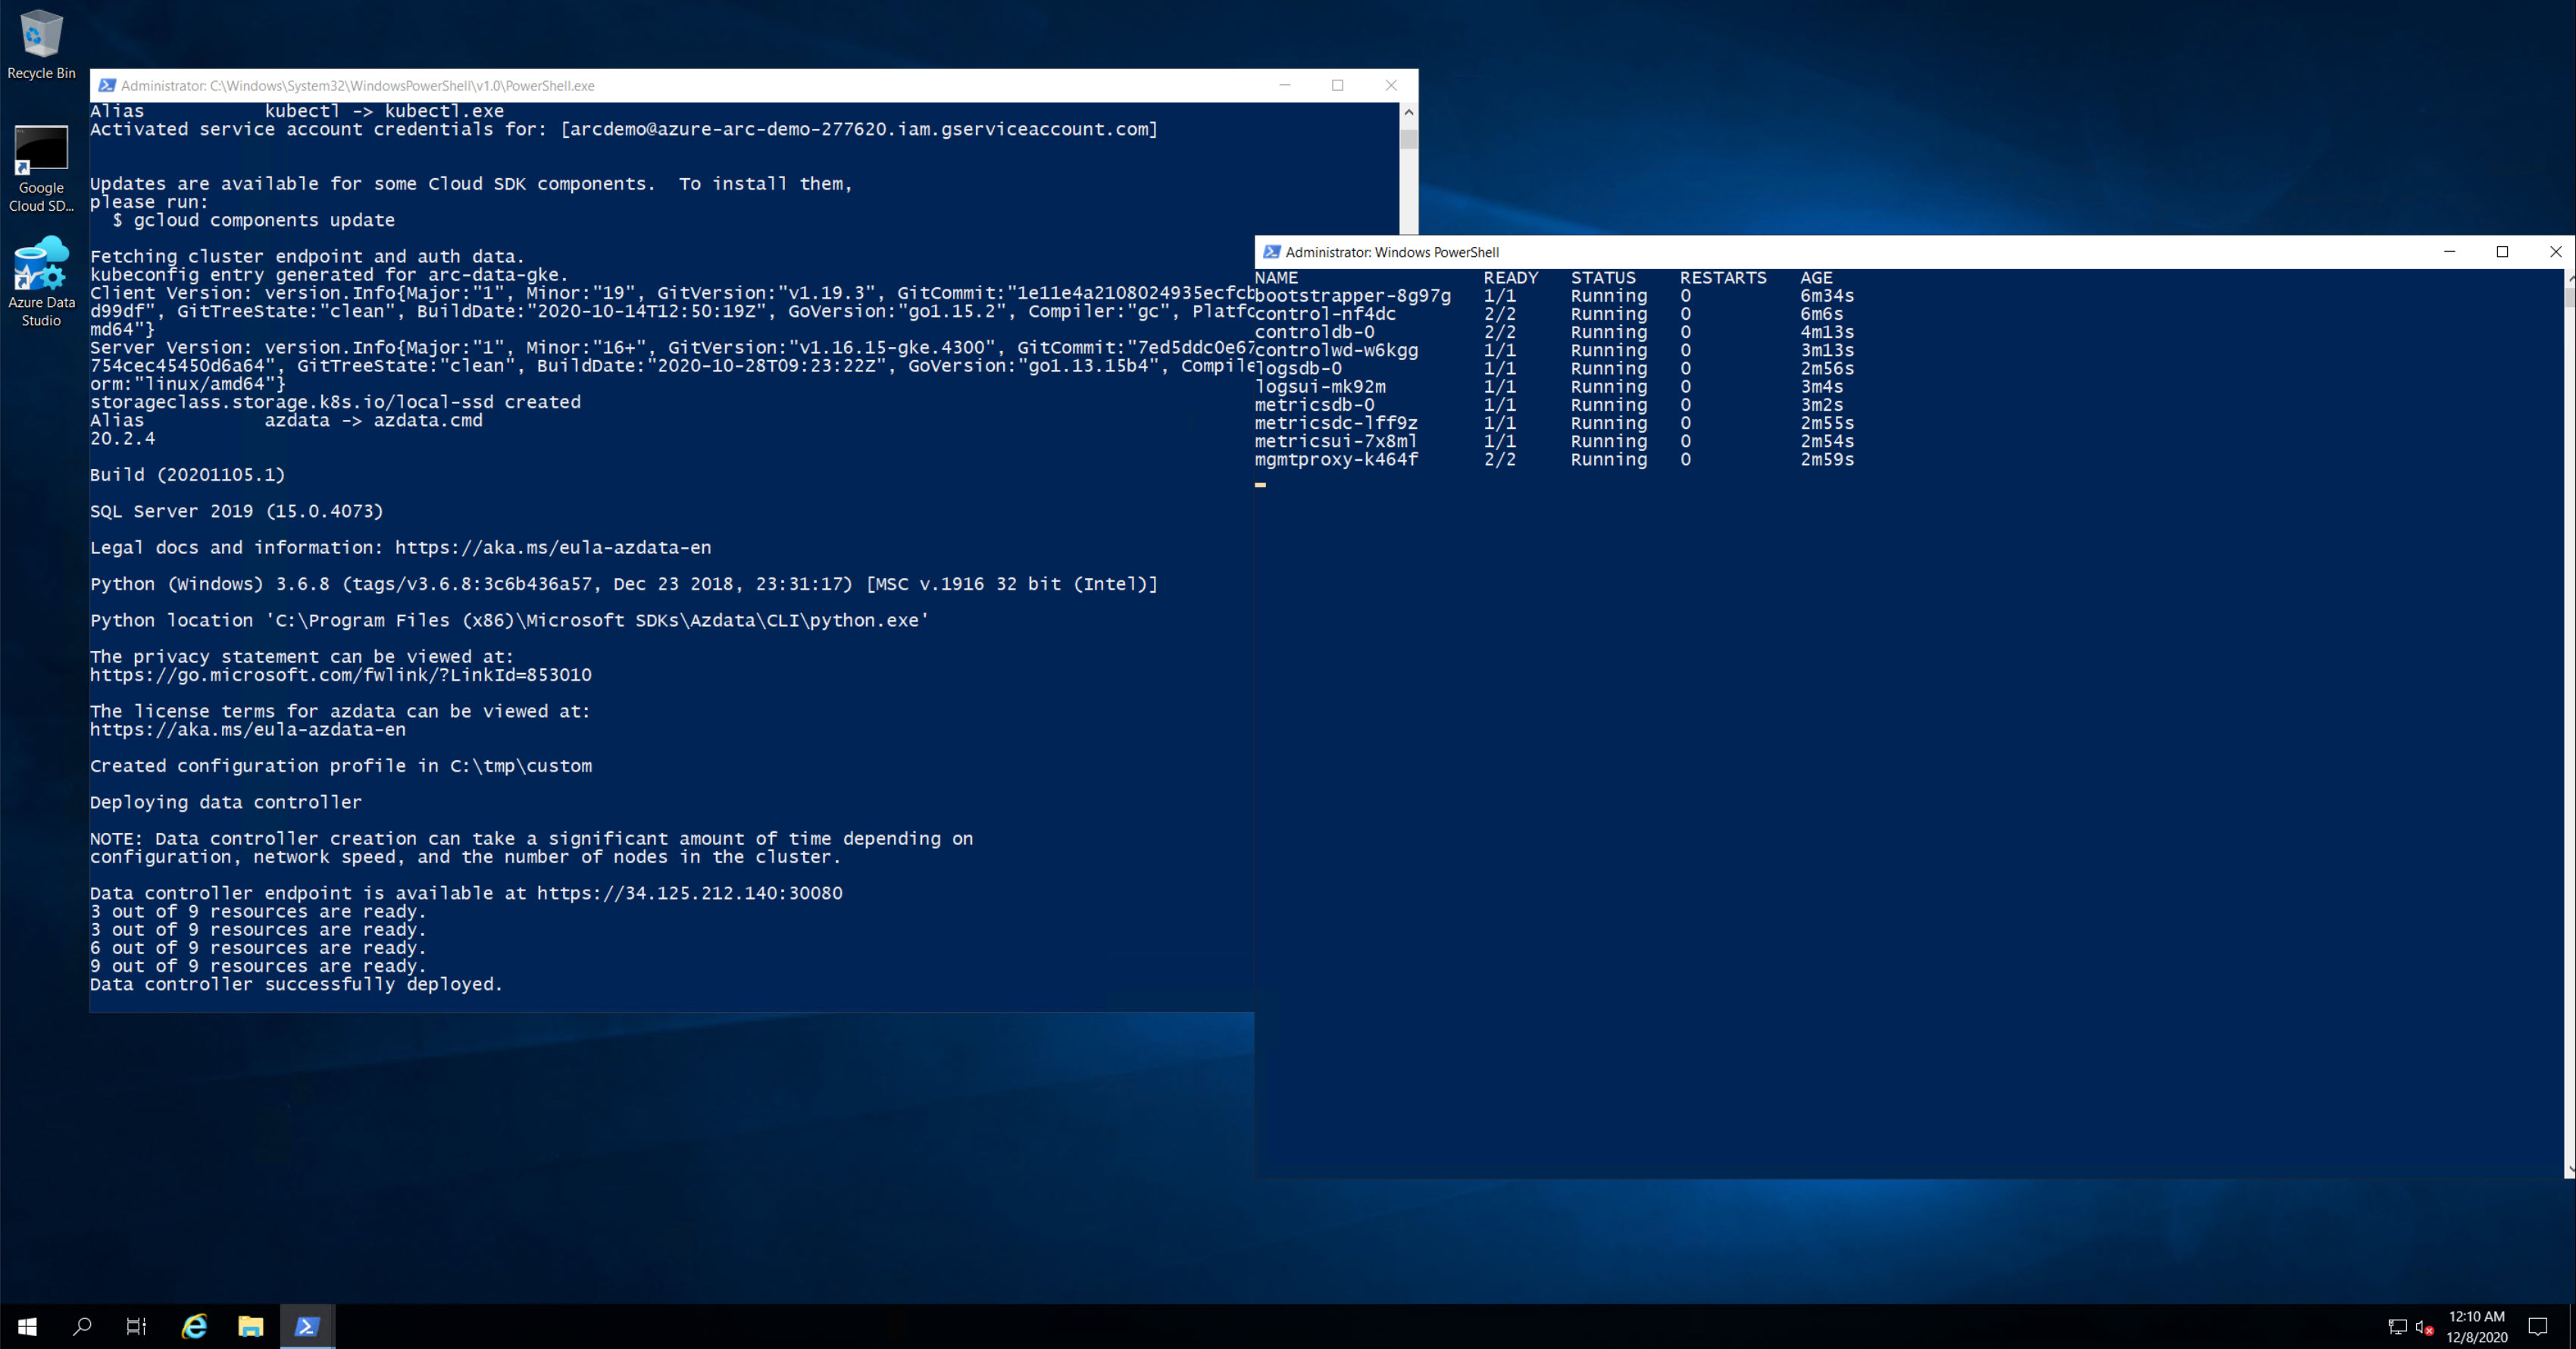 Recycle Bin
Google
Cloud SD...
Azure Data
Studio
Administrator: C:\Windows\System32\WindowsPowerShell\v1.0\PowerShell.exe
Alias           kubectl -> kubectl.exe
Activated service account credentials for: [arcdemo@azure-arc-demo-277620.iam.gserviceaccount.com]
Updates are available for some Cloud SDK components.  To install them,
please run:
  $ gcloud components update
Fetching cluster endpoint and auth data.
kubeconfig entry generated for arc-data-gke.
Client Version: version.Info{Major:"1", Minor:"19", GitVersion:"v1.19.3", GitCommit:"1e11e4a2108024935ecfcb
d99df", GitTreeState:"clean", BuildDate:"2020-10-14T12:50:19Z", GoVersion:"go1.15.2", Compiler:"gc", Platfo
md64"}
Server Version: version.Info{Major:"1", Minor:"16+", GitVersion:"v1.16.15-gke.4300", GitCommit:"7ed5ddc0e67
754cec45450d6a64", GitTreeState:"clean", BuildDate:"2020-10-28T09:23:22Z", GoVersion:"go1.13.15b4", Compile
orm:"linux/amd64"}
storageclass.storage.k8s.io/local-ssd created
Alias           azdata -> azdata.cmd
20.2.4
Build (20201105.1)
SQL Server 2019 (15.0.4073)
Legal docs and information: https://aka.ms/eula-azdata-en
Python (Windows) 3.6.8 (tags/v3.6.8:3c6b436a57, Dec 23 2018, 23:31:17) [MSC v.1916 32 bit (Intel)]
Python location 'C:\Program Files (x86)\Microsoft SDKs\Azdata\CLI\python.exe'
The privacy statement can be viewed at:
https://go.microsoft.com/fwlink/?LinkId=853010
The license terms for azdata can be viewed at:
https://aka.ms/eula-azdata-en
Created configuration profile in C:\tmp\custom
Deploying data controller
NOTE: Data controller creation can take a significant amount of time depending on
configuration, network speed, and the number of nodes in the cluster.
Data controller endpoint is available at https://34.125.212.140:30080
3 out of 9 resources are ready.
3 out of 9 resources are ready.
6 out of 9 resources are ready.
9 out of 9 resources are ready.
Data controller successfully deployed.
Administrator: Windows PowerShell
NAME                 READY   STATUS    RESTARTS   AGE
bootstrapper-8g97g   1/1     Running   0          6m34s
control-nf4dc        2/2     Running   0          6m6s
controldb-0          2/2     Running   0          4m13s
controlwd-w6kgg      1/1     Running   0          3m13s
logsdb-0             1/1     Running   0          2m56s
logsui-mk92m         1/1     Running   0          3m4s
metricsdb-0          1/1     Running   0          3m2s
metricsdc-lff9z      1/1     Running   0          2m55s
metricsui-7x8ml      1/1     Running   0          2m54s
mgmtproxy-k464f      2/2     Running   0          2m59s
12:10 AM
12/8/2020